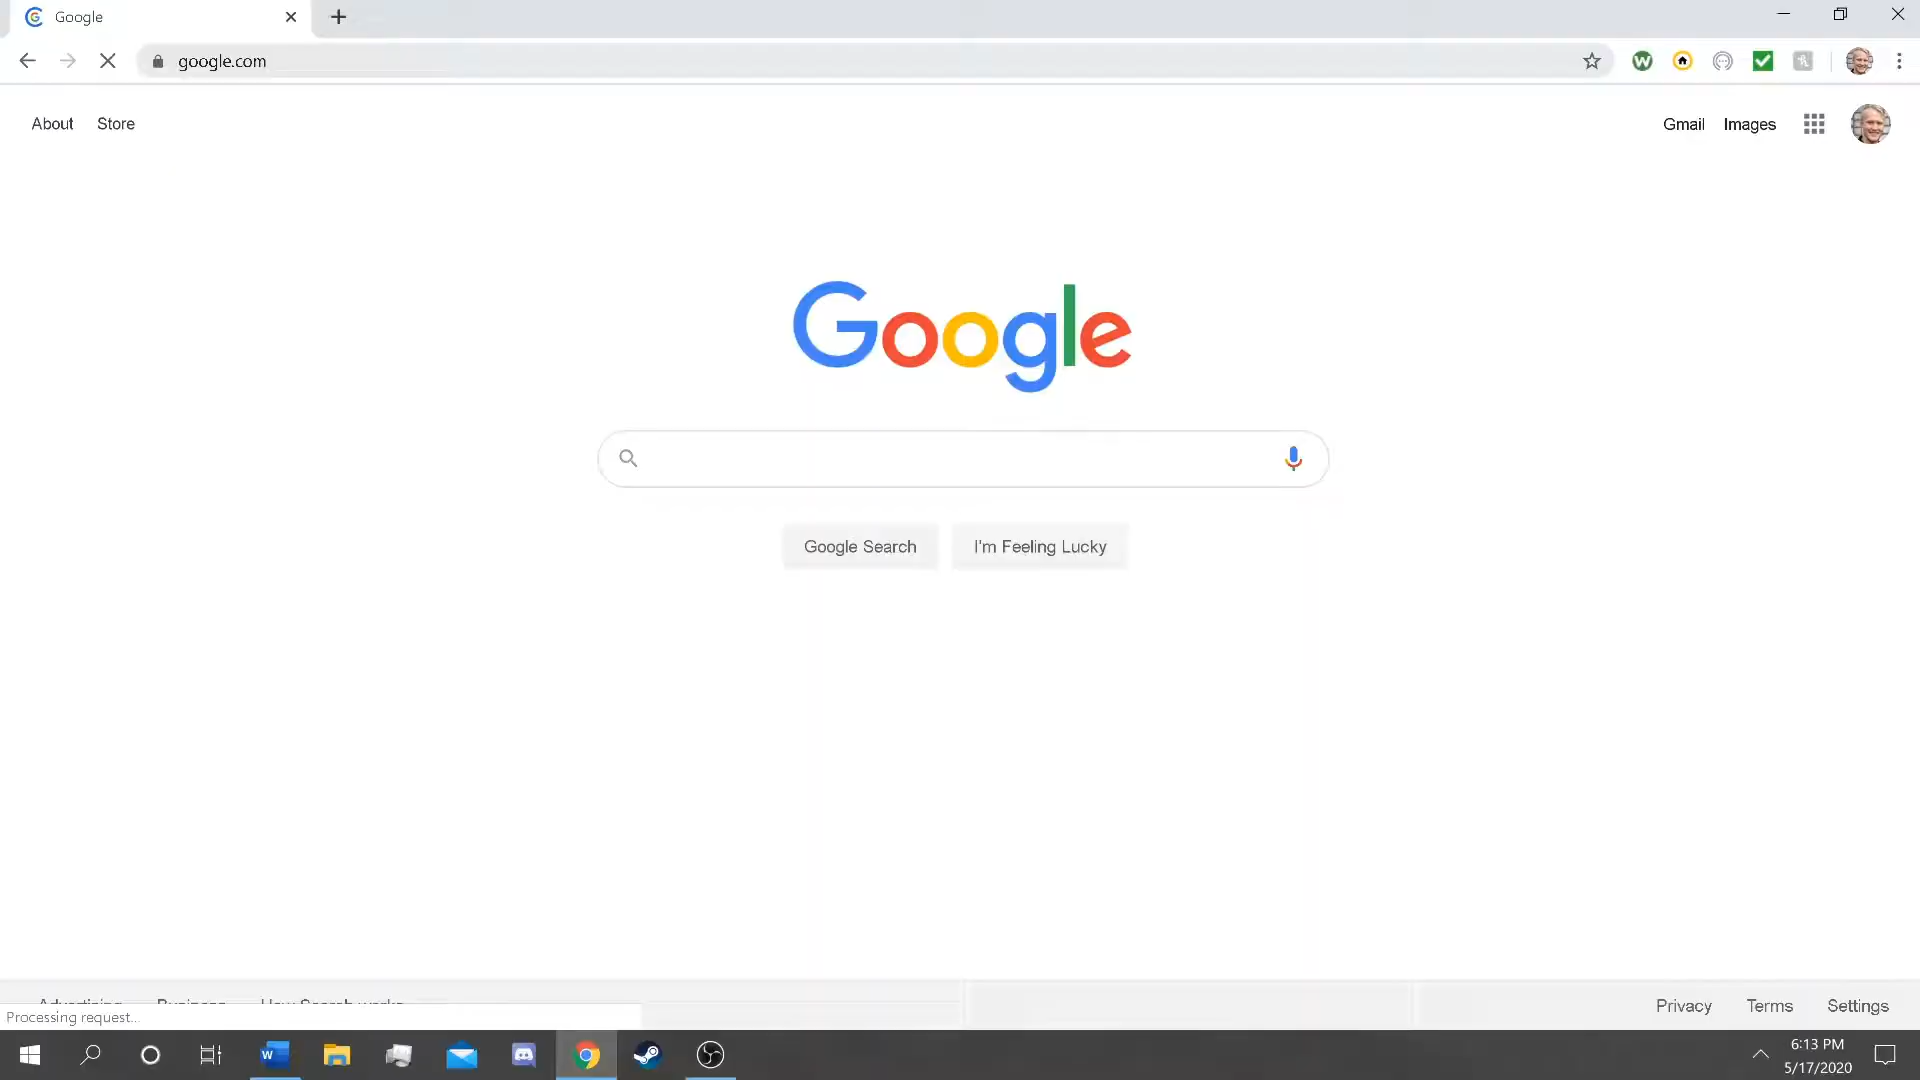 Google
google.com
About Store
Gmail Images
Google
Google Search I'm Feeling Lucky
Privacy Terms Settings
Processing request...
6:13 PM
5/17/2020